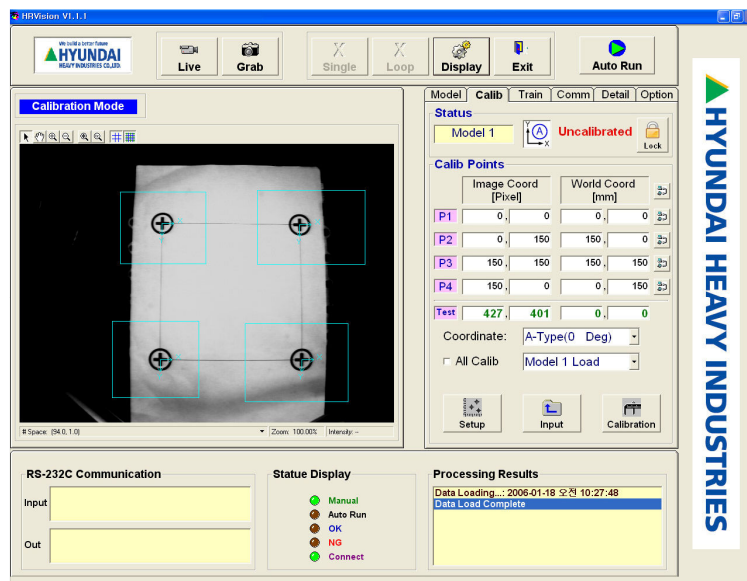 HRVision V1.1.1
We build a better future
HYUNDAI
HEAVY INDUSTRIES CO.,LTD.
Live
Grab
Single
Loop
Display
Exit
Auto Run
Calibration Mode
Model Calib Train Comm Detail Option
Status
Model 1
Y A X
Uncalibrated
Lock
Calib Points
Image Coord [Pixel]
World Coord [mm]
P1 0, 0 0, 0
P2 0, 150 150, 0
P3 150, 150 150, 150
P4 150, 0 0, 150
Test 427, 401 0, 0
Coordinate: A-Type(0 Deg)
All Calib Model 1 Load
Setup
Input
Calibration
# Space: (94.0, 1.0)
Zoom: 100.00%
Intensity: --
RS-232C Communication
Input
Out
Statue Display
Manual
Auto Run
OK
NG
Connect
Processing Results
Data Loading...: 2006-01-18 오전 10:27:48
Data Load Complete
HYUNDAI HEAVY INDUSTRIES